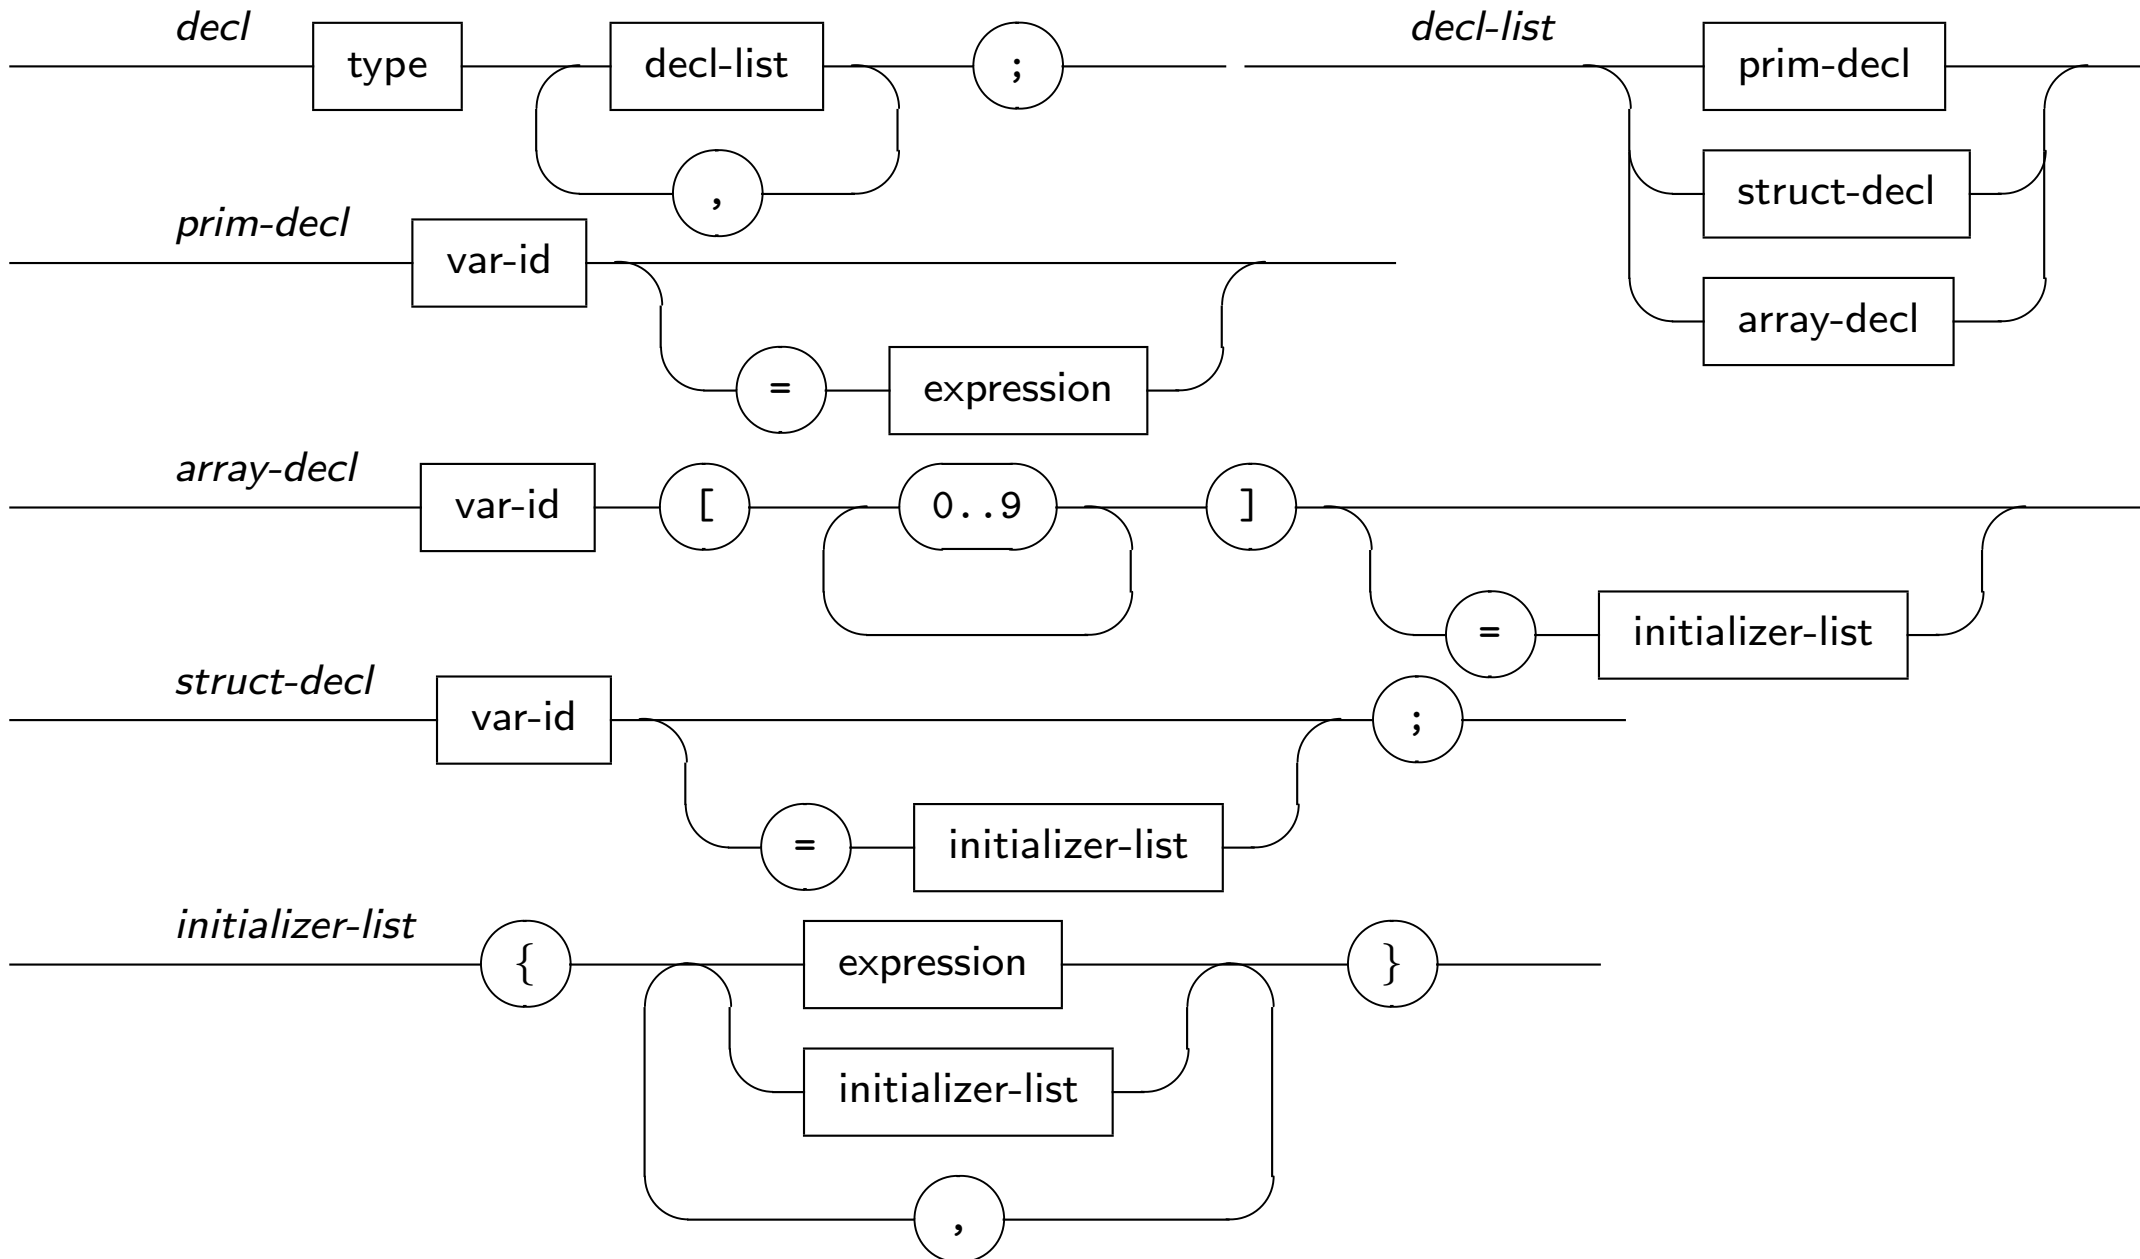 decl type decl-list ; decl-list prim-decl
, struct-decl
prim-decl var-id
array-decl
= expression
array-decl var-id [ 0..9 ]
= initializer-list
struct-decl var-id ;
= initializer-list
initializer-list { expression }
initializer-list
,